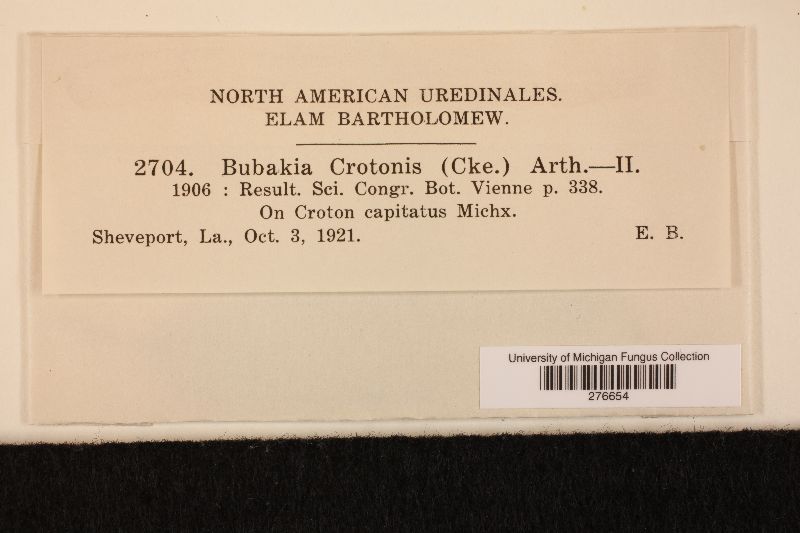 NORTH AMERICAN UREDINALES.
ELAM BARTHOLOMEW.
2704. Bubakia Crotonis (Cke.) Arth.—II.
1906 : Result. Sci. Congr. Bot. Vienne p. 338.
On Croton capitatus Michx.
Sheveport, La., Oct. 3, 1921. E. B.
University of Michigan Fungus Collection
276654